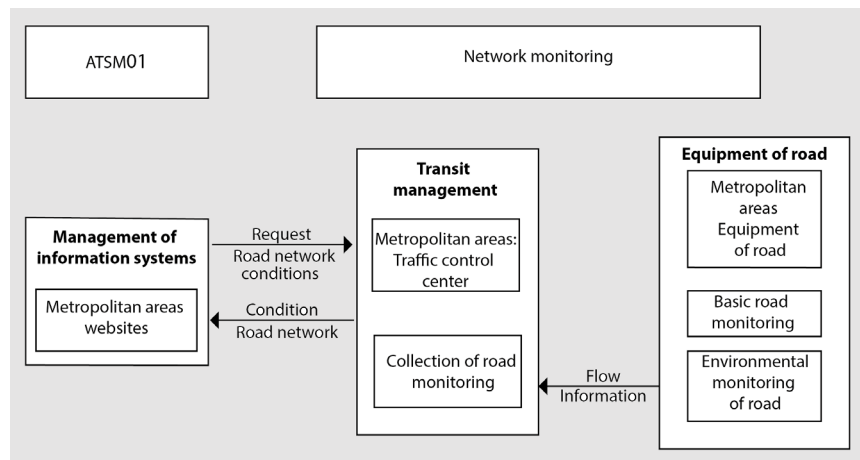 ATSM01
Network monitoring
Management of
information systems
Metropolitan areas
websites
Request
Road network
conditions
Condition
Road network
Transit
management
Metropolitan areas:
Traffic control
center
Collection of road
monitoring
Flow
Information
Equipment of road
Metropolitan
areas
Equipment
of road
Basic road
monitoring
Environmental
monitoring
of road